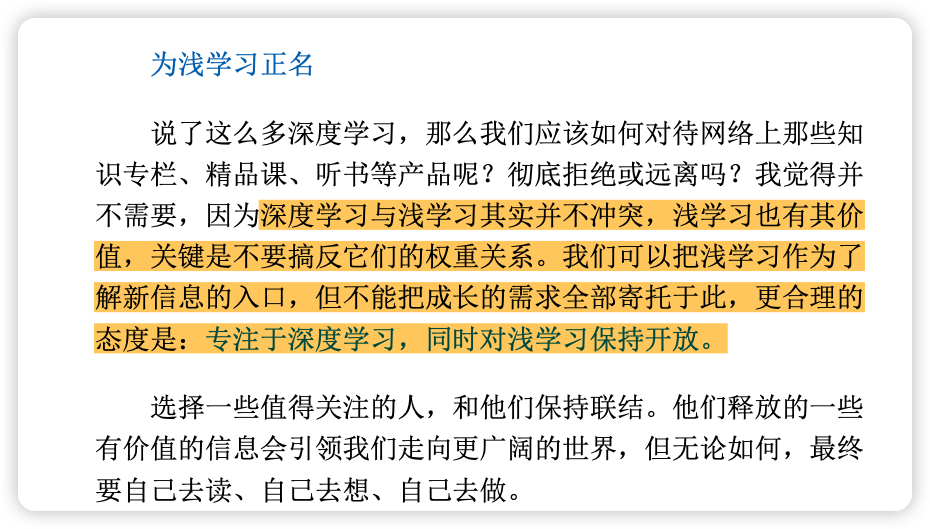 为浅学习正名
说了这么多深度学习，那么我们应该如何对待网络上那些知
识专栏、精品课、听书等产品呢？彻底拒绝或远离吗？我觉得并
不需要，因为深度学习与浅学习其实并不冲突，浅学习也有其价
值，关键是不要搞反它们的权重关系。我们可以把浅学习作为了
解新信息的入口，但不能把成长的需求全部寄托于此，更合理的
态度是：专注于深度学习，同时对浅学习保持开放。
选择一些值得关注的人，和他们保持联结。他们释放的一些
有价值的信息会引领我们走向更广阔的世界，但无论如何，最终
要自己去读、自己去想、自己去做。